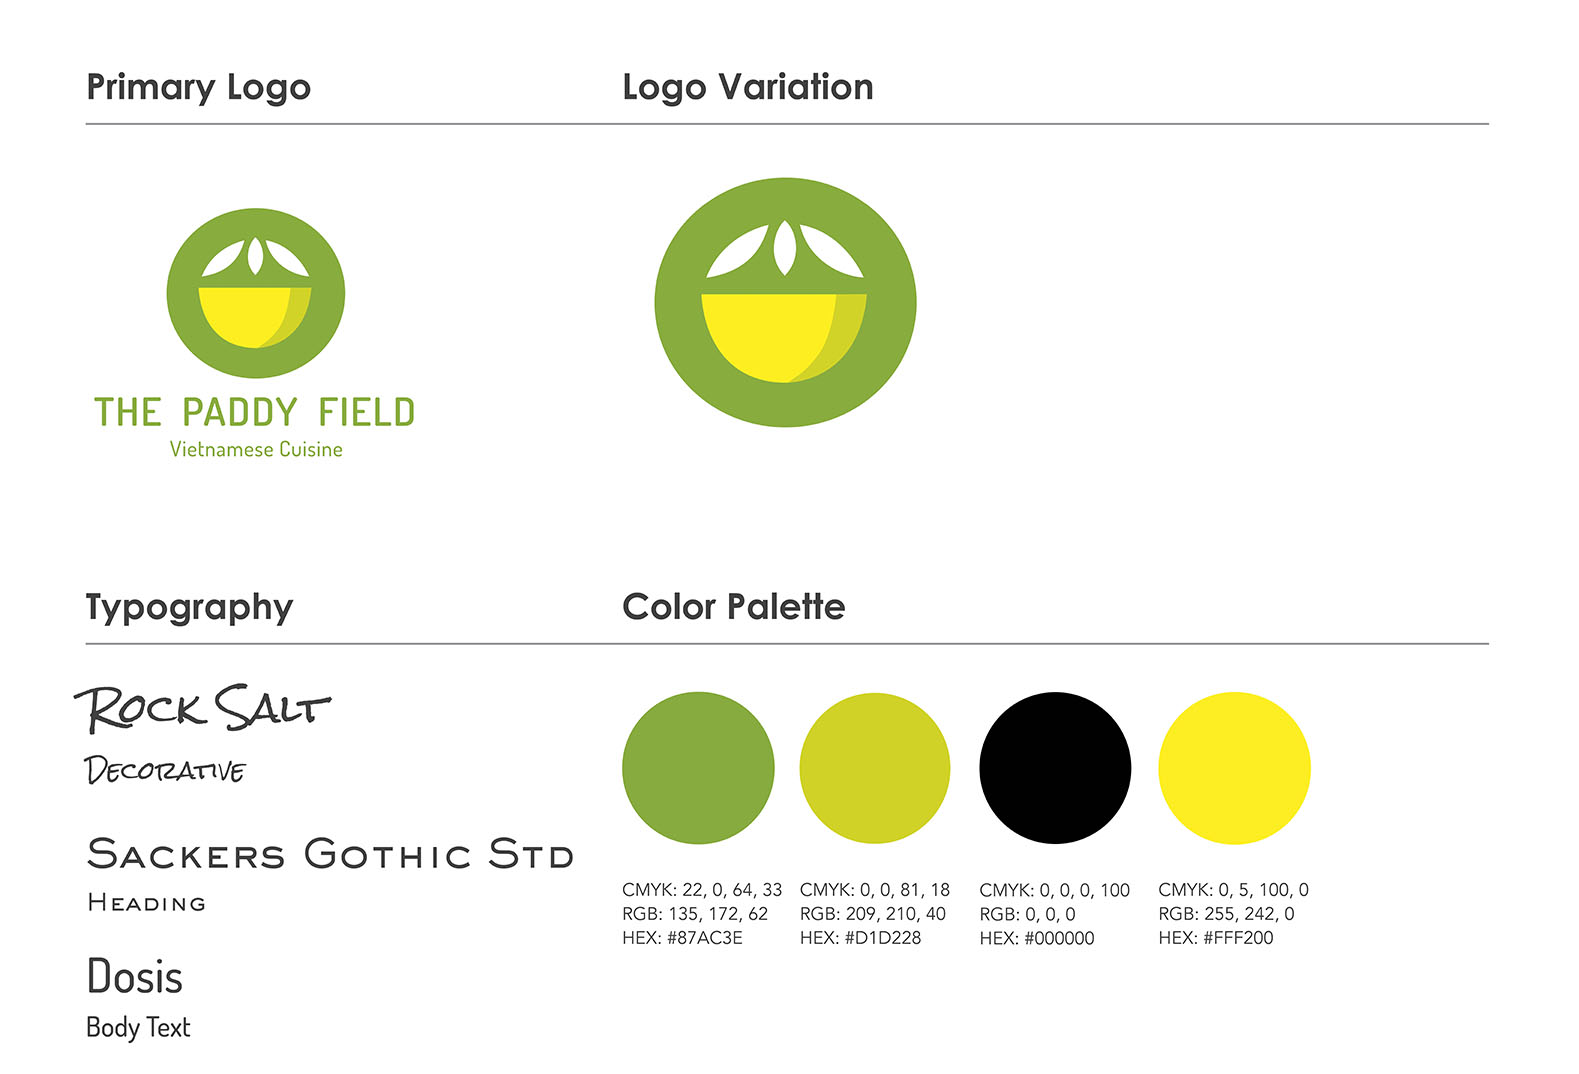 Primary Logo
Logo Variation
THE PADDY FIELD
Vietnamese Cuisine
Typography
Color Palette
ROCK SALT
DECORATIVE
SACKERS GOTHIC STD
HEADING
Dosis
Body Text
CMYK: 22, 0, 64, 33
RGB: 135, 172, 62
HEX: #87AC3E
CMYK: 0, 0, 81, 18
RGB: 209, 210, 40
HEX: #D1D228
CMYK: 0, 0, 0, 100
RGB: 0, 0, 0
HEX: #000000
CMYK: 0, 5, 100, 0
RGB: 255, 242, 0
HEX: #FFF200